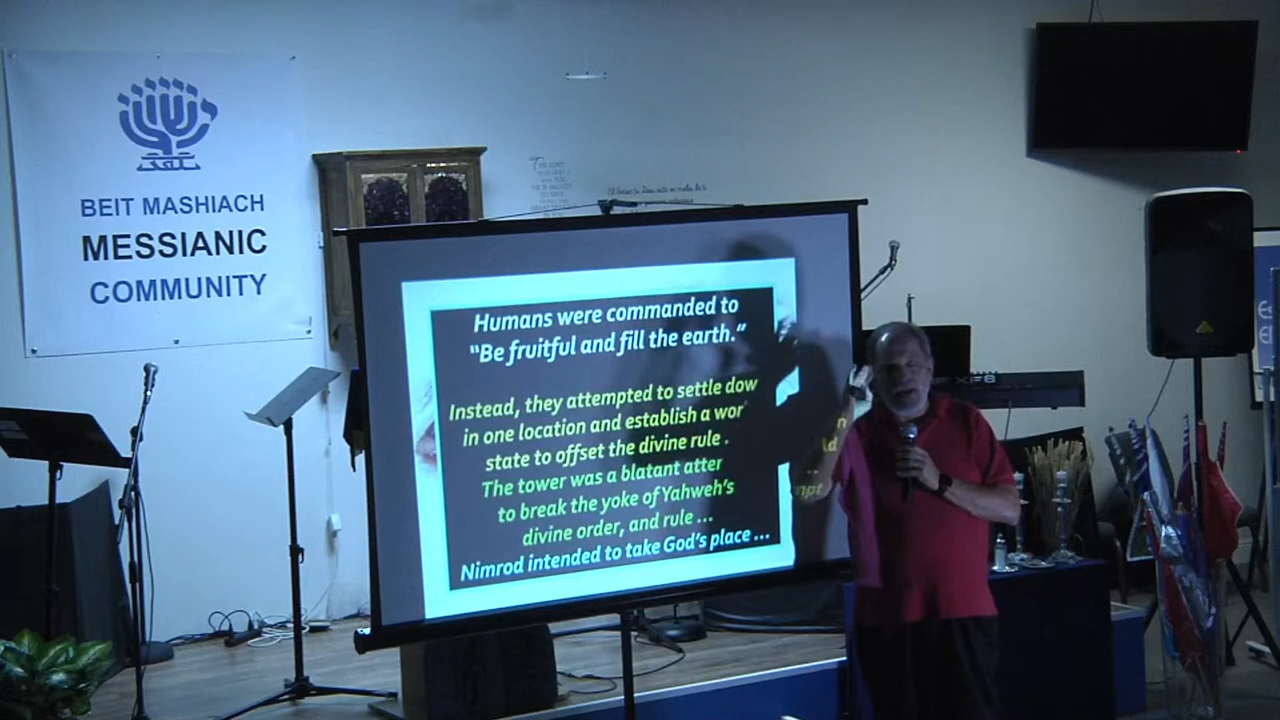 BEIT MASHIACH
MESSIANIC
COMMUNITY
Humans were commanded to
“Be fruitful and fill the earth.”
Instead, they attempted to settle dow
in one location and establish a wor
state to offset the divine rule .
The tower was a blatant atter
to break the yoke of Yahweh’s
divine order, and rule ...
Nimrod intended to take God’s place ...
XF8